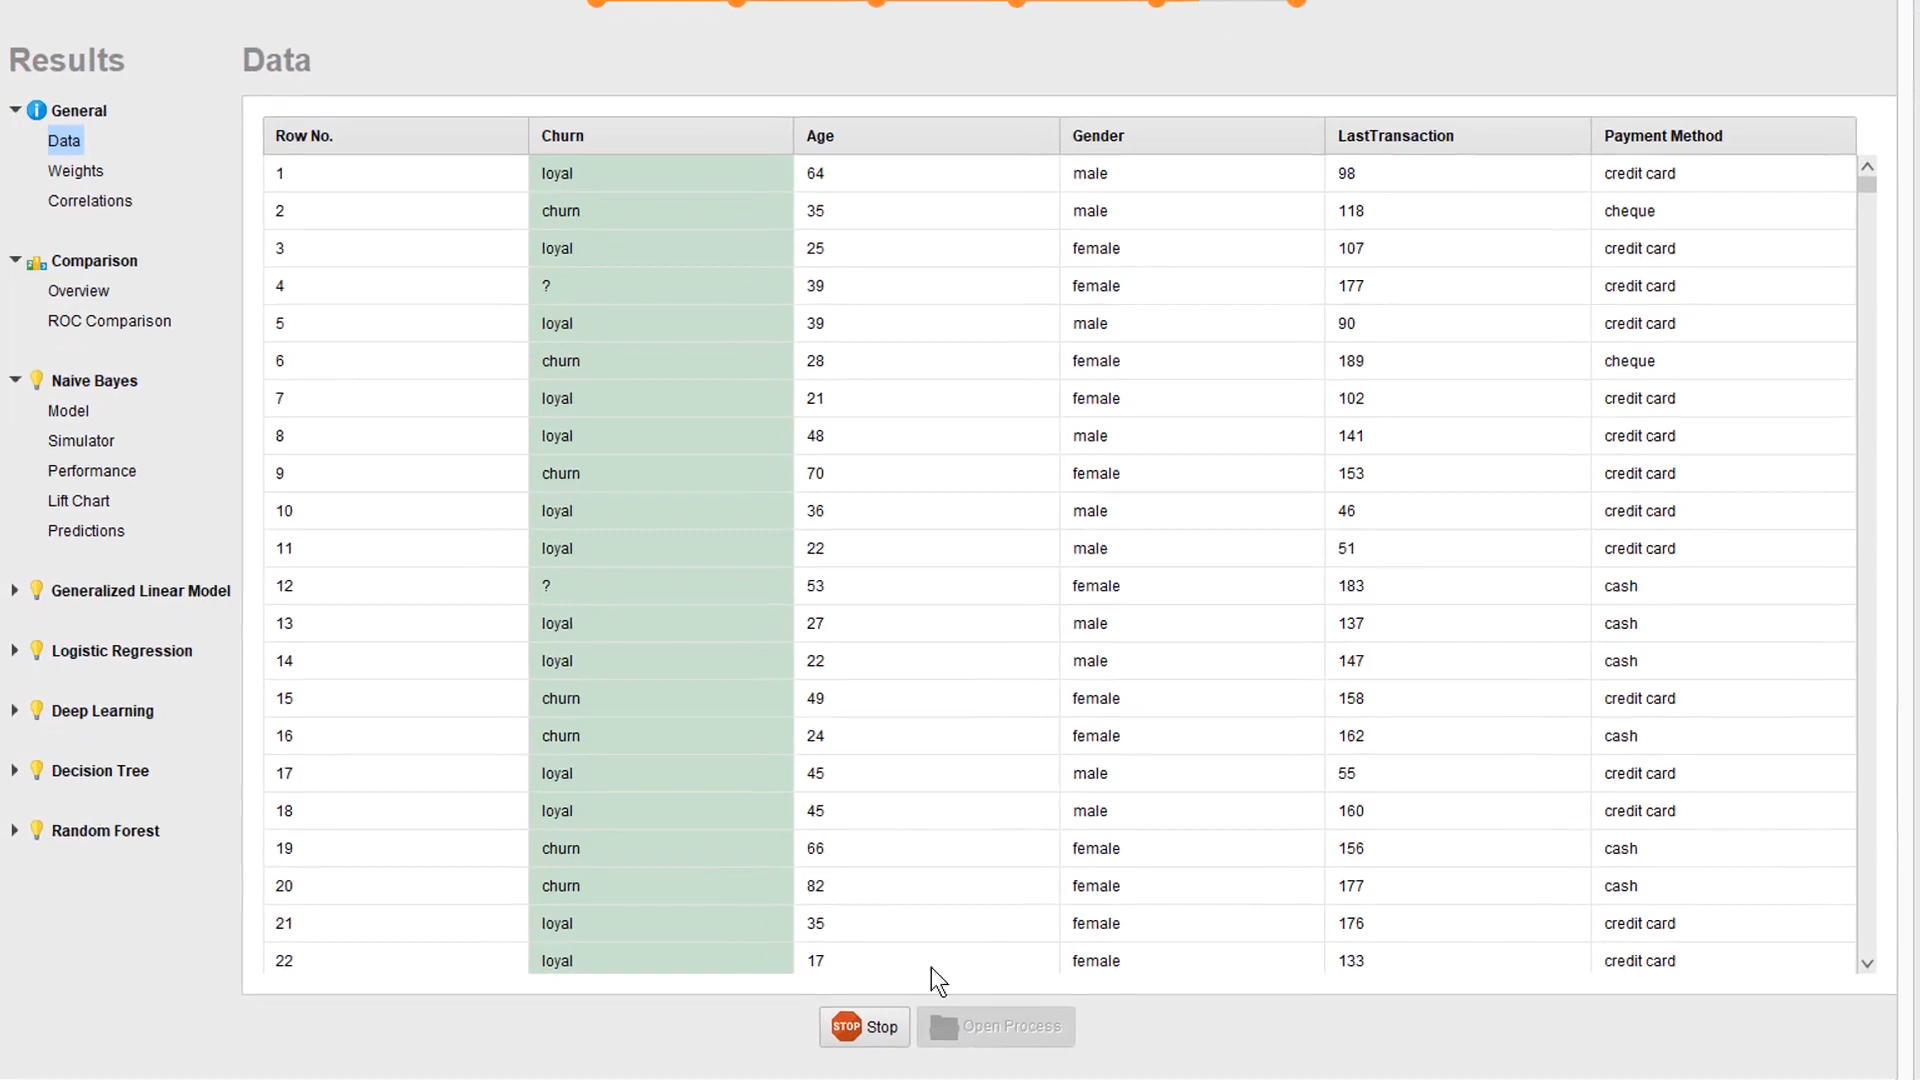 Results
General
Data
Weights
Correlations
Comparison
Overview
ROC Comparison
Naive Bayes
Model
Simulator
Performance
Lift Chart
Predictions
Generalized Linear Model
Logistic Regression
Deep Learning
Decision Tree
Random Forest
Data
Row No. Churn Age Gender LastTransaction Payment Method
1 loyal 64 male 98 credit card
2 churn 35 male 118 cheque
3 loyal 25 female 107 credit card
4 ? 39 female 177 credit card
5 loyal 39 male 90 credit card
6 churn 28 female 189 cheque
7 loyal 21 female 102 credit card
8 loyal 48 male 141 credit card
9 churn 70 female 153 credit card
10 loyal 36 male 46 credit card
11 loyal 22 male 51 credit card
12 ? 53 female 183 cash
13 loyal 27 male 137 cash
14 loyal 22 male 147 cash
15 churn 49 female 158 credit card
16 churn 24 female 162 cash
17 loyal 45 male 55 credit card
18 loyal 45 male 160 credit card
19 churn 66 female 156 cash
20 churn 82 female 177 cash
21 loyal 35 female 176 credit card
22 loyal 17 female 133 credit card
STOP Stop Open Process